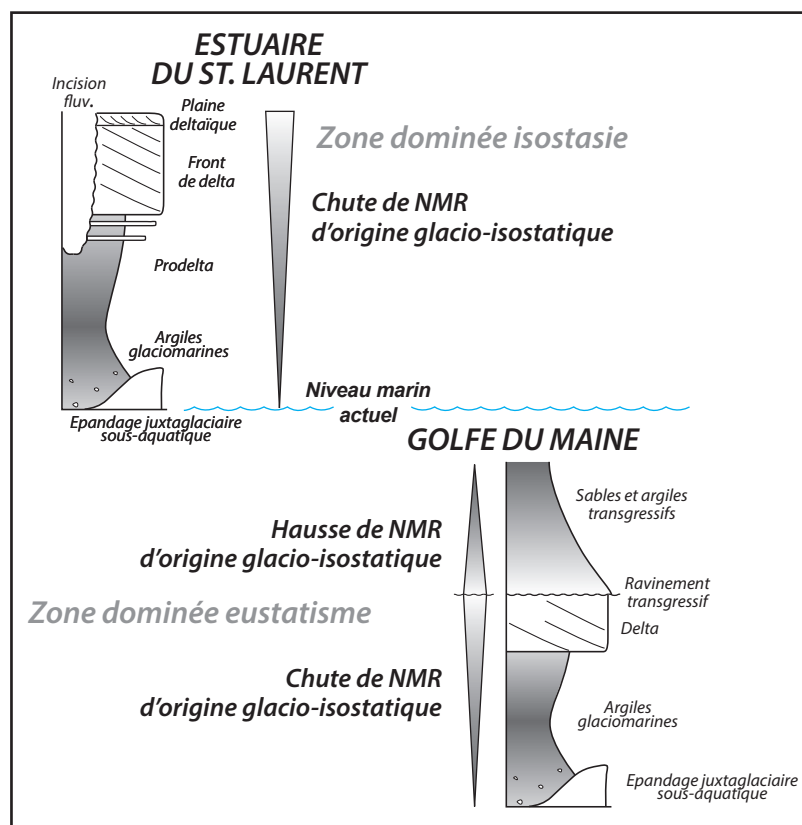 ESTUAIRE
DU ST. LAURENT
Incision
fluv.
Plaine
deltaïque
Front
de delta
Prodelta
Argiles
glaciomarines
Epandage juxtaglaciaire
sous-aquatique
Zone dominée isostasie
Chute de NMR
d'origine glacio-isostatique
Niveau marin
actuel
GOLFE DU MAINE
Hausse de NMR
d'origine glacio-isostatique
Zone dominée eustatisme
Chute de NMR
d'origine glacio-isostatique
Sables et argiles
transgressifs
Ravinement
transgressif
Delta
Argiles
glaciomarines
Epandage juxtaglaciaire
sous-aquatique